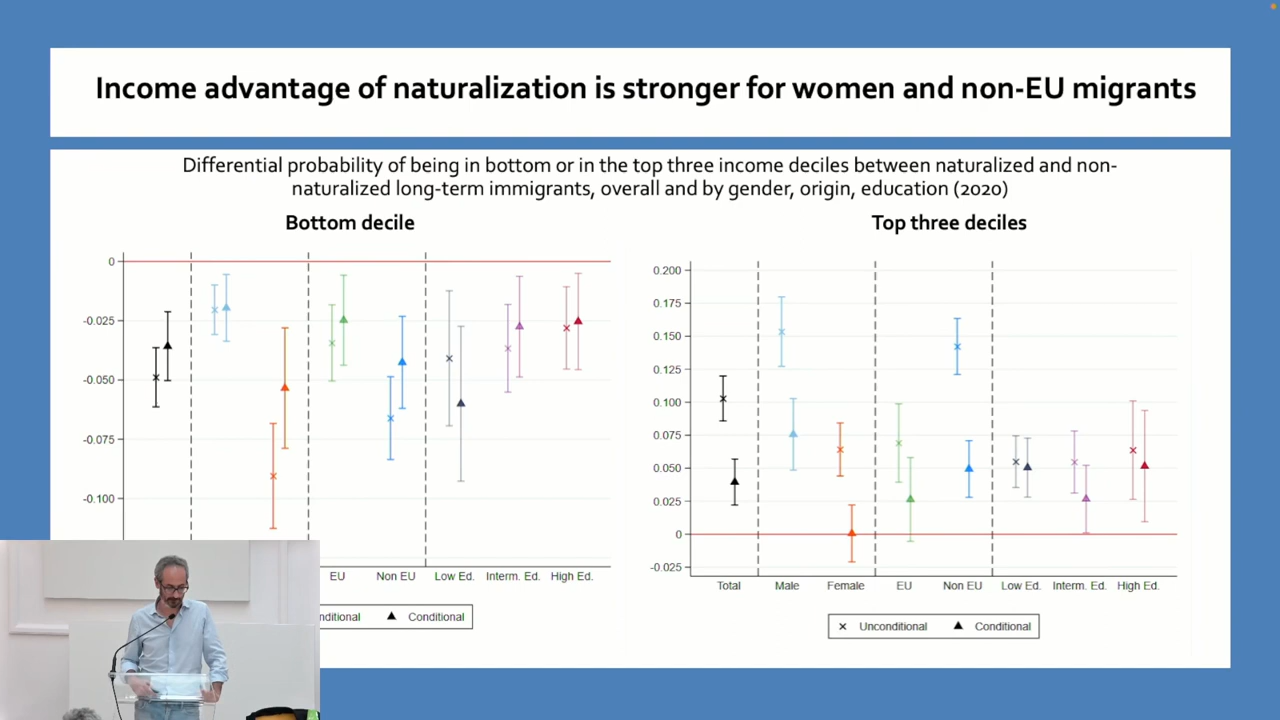 Income advantage of naturalization is stronger for women and non-EU migrants
Differential probability of being in bottom or in the top three income deciles between naturalized and non-
naturalized long-term immigrants, overall and by gender, origin, education (2020)
Bottom decile
0
-0.025
-0.050
-0.075
-0.100
EU
Non EU
Low Ed.
Interm. Ed.
High Ed.
nditional
Conditional
Top three deciles
0.200
0.175
0.150
0.125
0.100
0.075
0.050
0.025
0
-0.025
Total
Male
Female
EU
Non EU
Low Ed.
Interm. Ed.
High Ed.
Unconditional
Conditional